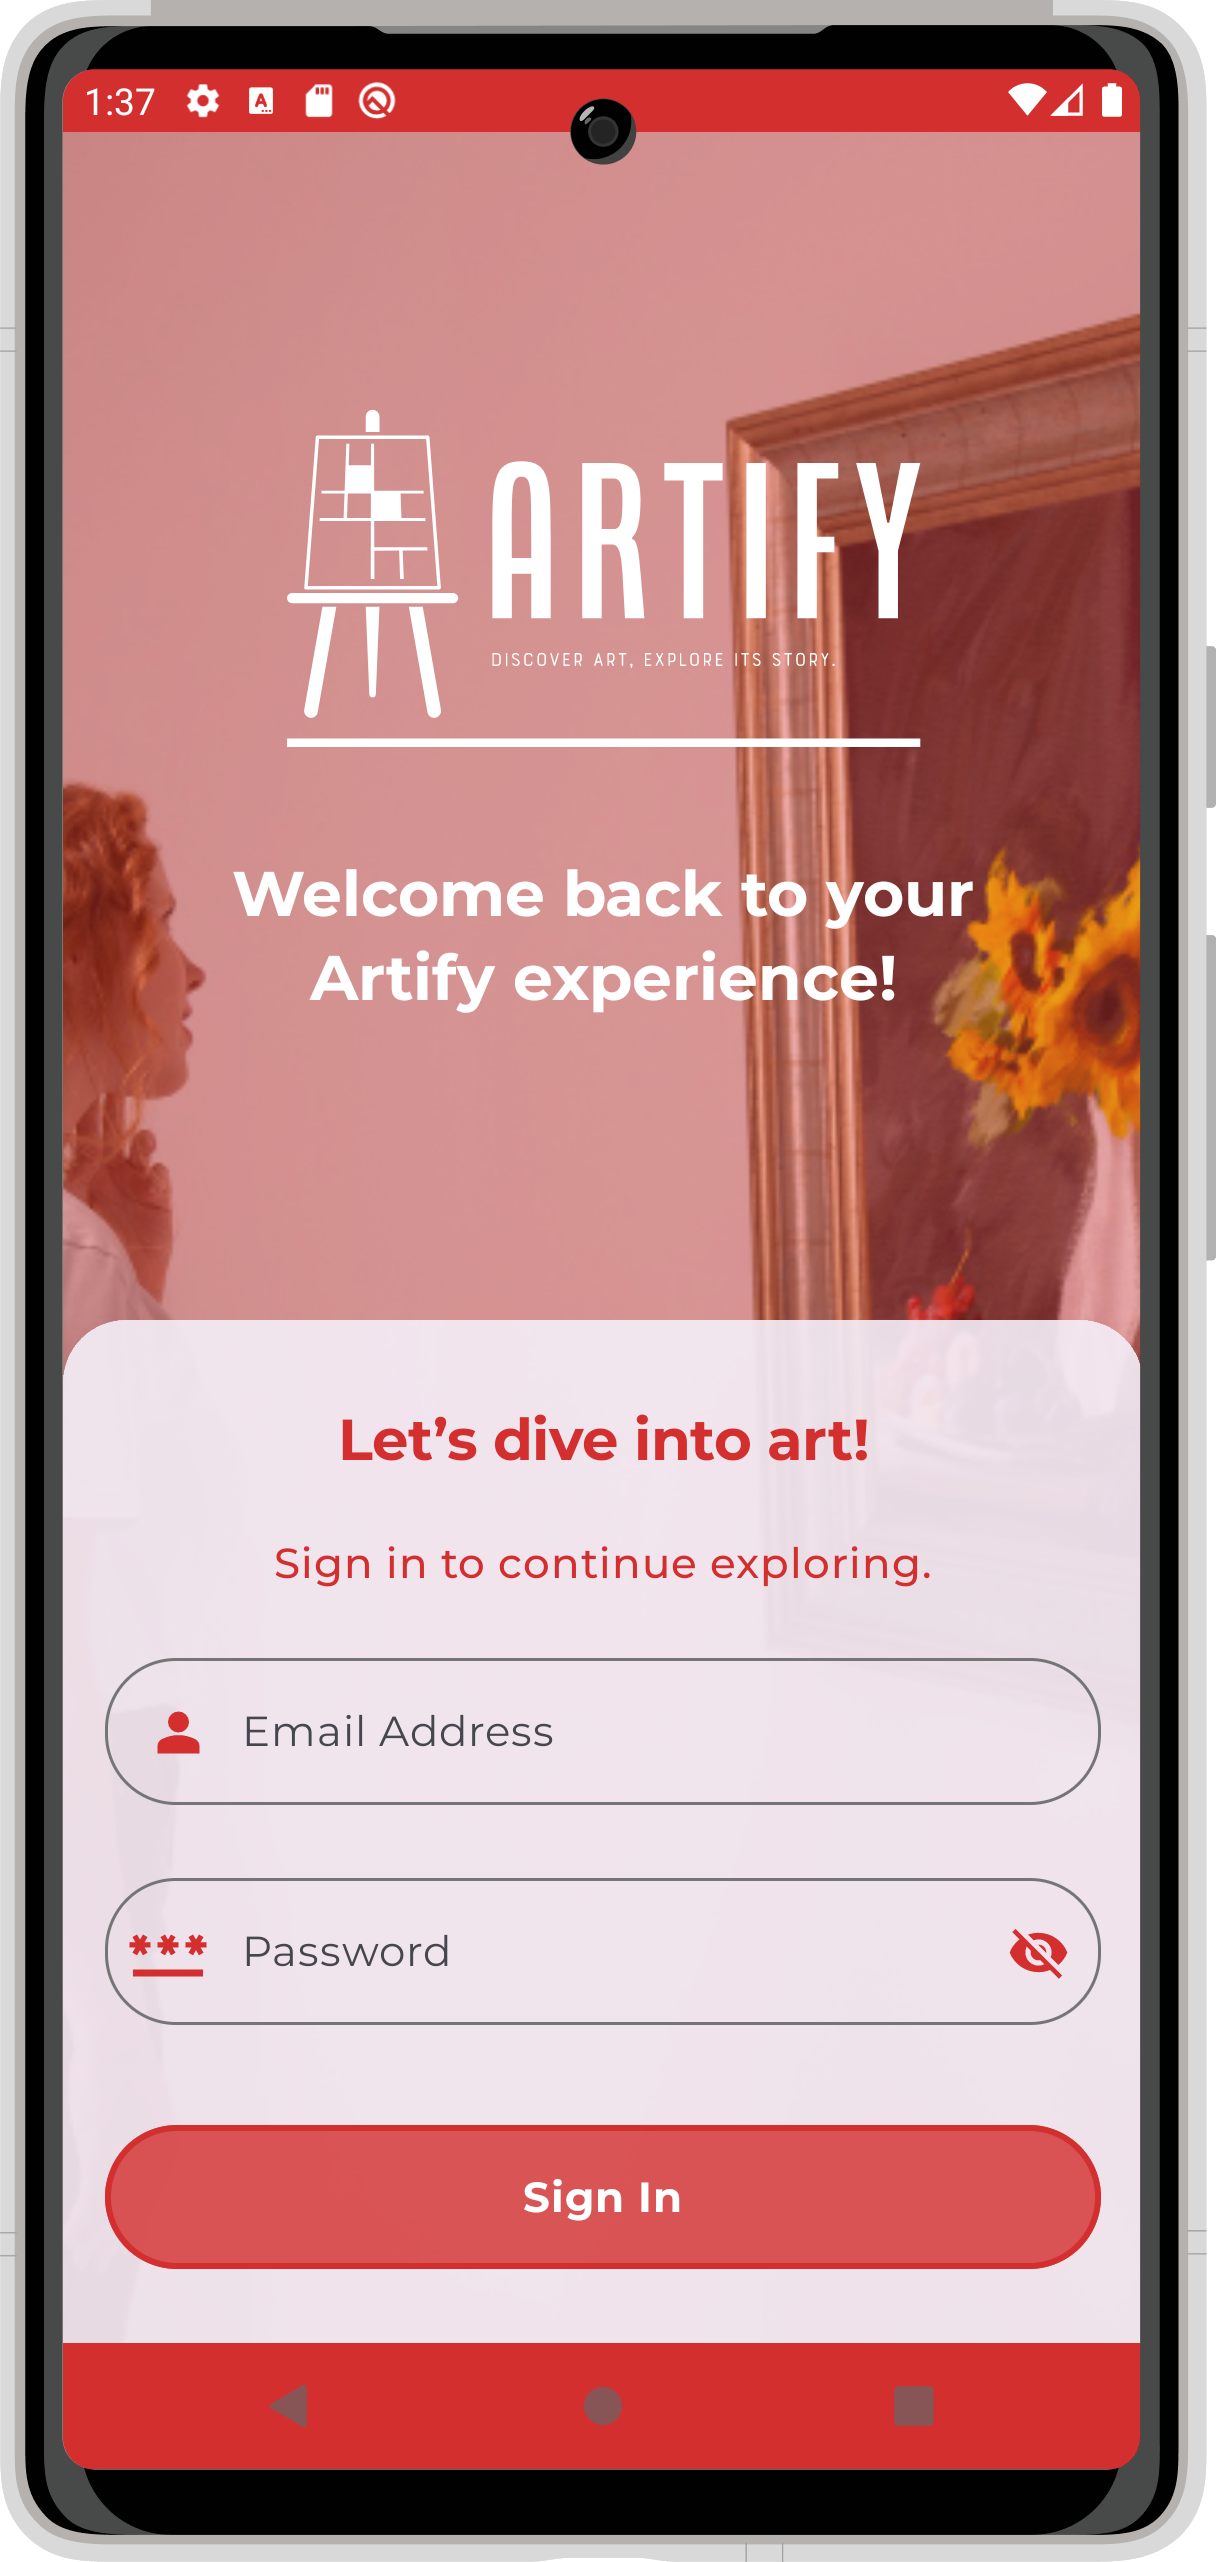 1:37
ARTIFY
DISCOVER ART, EXPLORE ITS STORY.
Welcome back to your
Artify experience!
Let’s dive into art!
Sign in to continue exploring.
Email Address
*** Password
Sign In